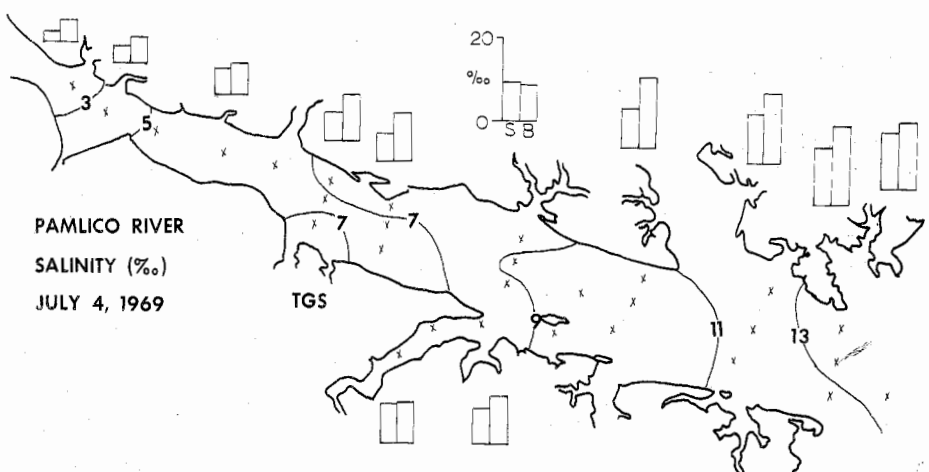 20
‰
0
S B
3
5
7
7
9
11
13
PAMLICO RIVER
SALINITY (‰)
JULY 4, 1969
TGS